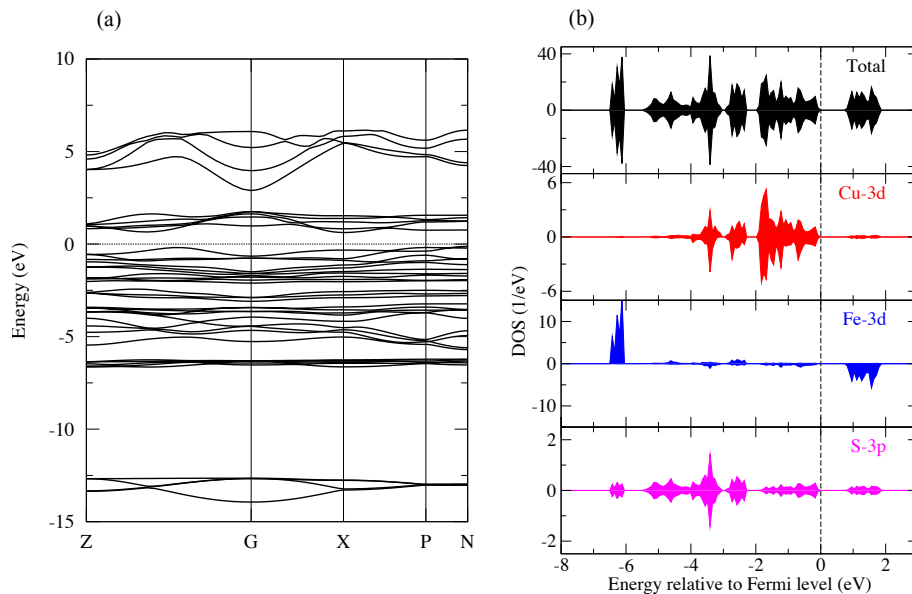 (a)
10
5
0
-5
-10
-15
Energy (eV)
Z
G
X
P
N
(b)
40
0
-40
Total
6
0
-6
Cu-3d
10
0
-10
Fe-3d
2
0
-2
S-3p
DOS (1/eV)
-8
-6
-4
-2
0
2
Energy relative to Fermi level (eV)